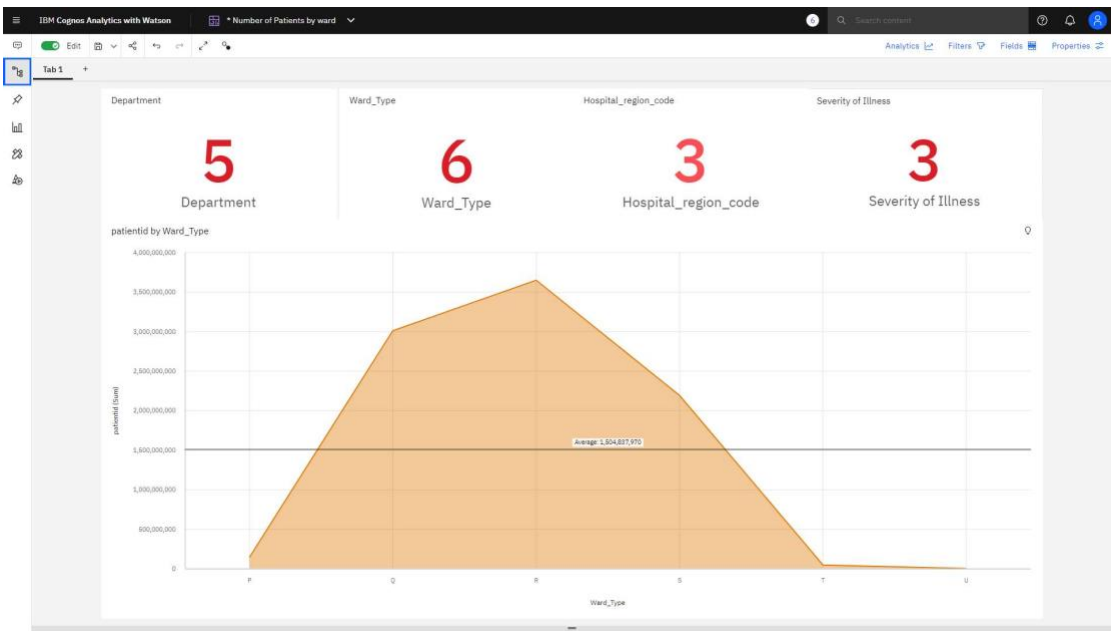 IBM Cognos Analytics with Watson
* Number of Patients by ward
6
Search content
Edit
Analytics
Filters
Fields
Properties
Tab 1 +
Department
Ward_Type
Hospital_region_code
Severity of Illness
5
6
3
3
Department
Ward_Type
Hospital_region_code
Severity of Illness
patientid by Ward_Type
4,000,000,000
3,500,000,000
3,000,000,000
2,500,000,000
2,000,000,000
1,500,000,000
1,000,000,000
500,000,000
0
patientid (Sum)
Average: 1,504,837,970
P
Q
R
S
T
U
Ward_Type